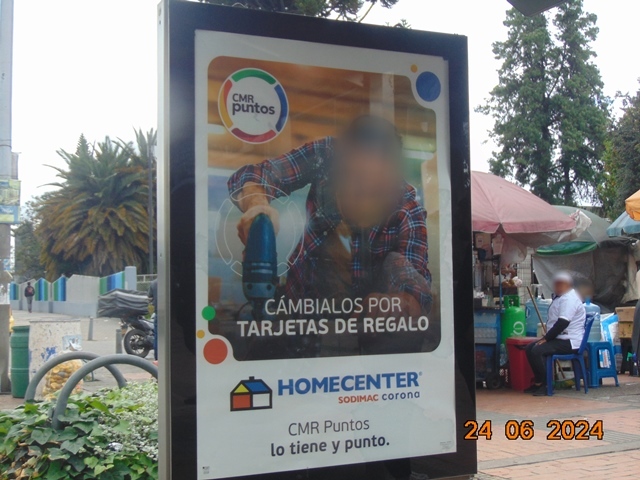 CMR
puntos
CÁMBIALOS POR
TARJETAS DE REGALO
HOMECENTER
SODIMAC corona
CMR Puntos
lo tiene y punto.
24 06 2024